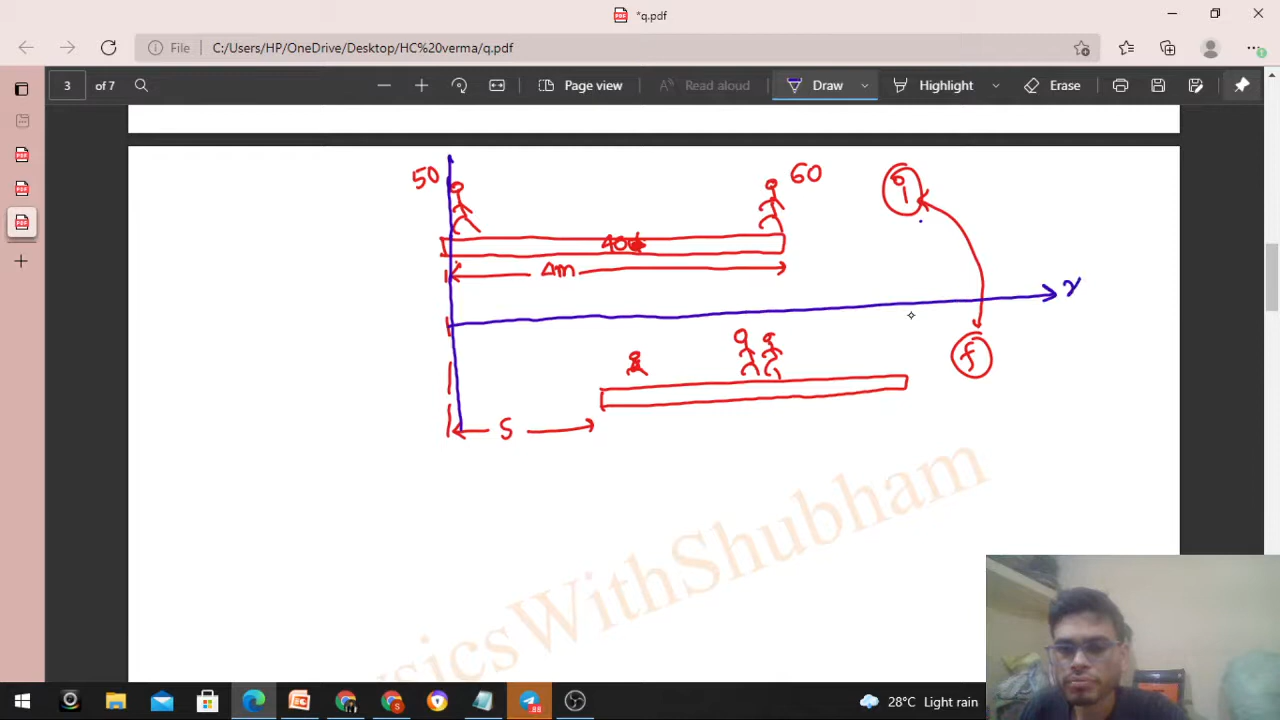 *q.pdf
File C:/Users/HP/OneDrive/Desktop/HC%20verma/q.pdf
3 of 7 Page view Read aloud Draw Highlight Erase
50 60
i
40
4m
x
f
S
PhysicsWithShubham
28°C Light rain